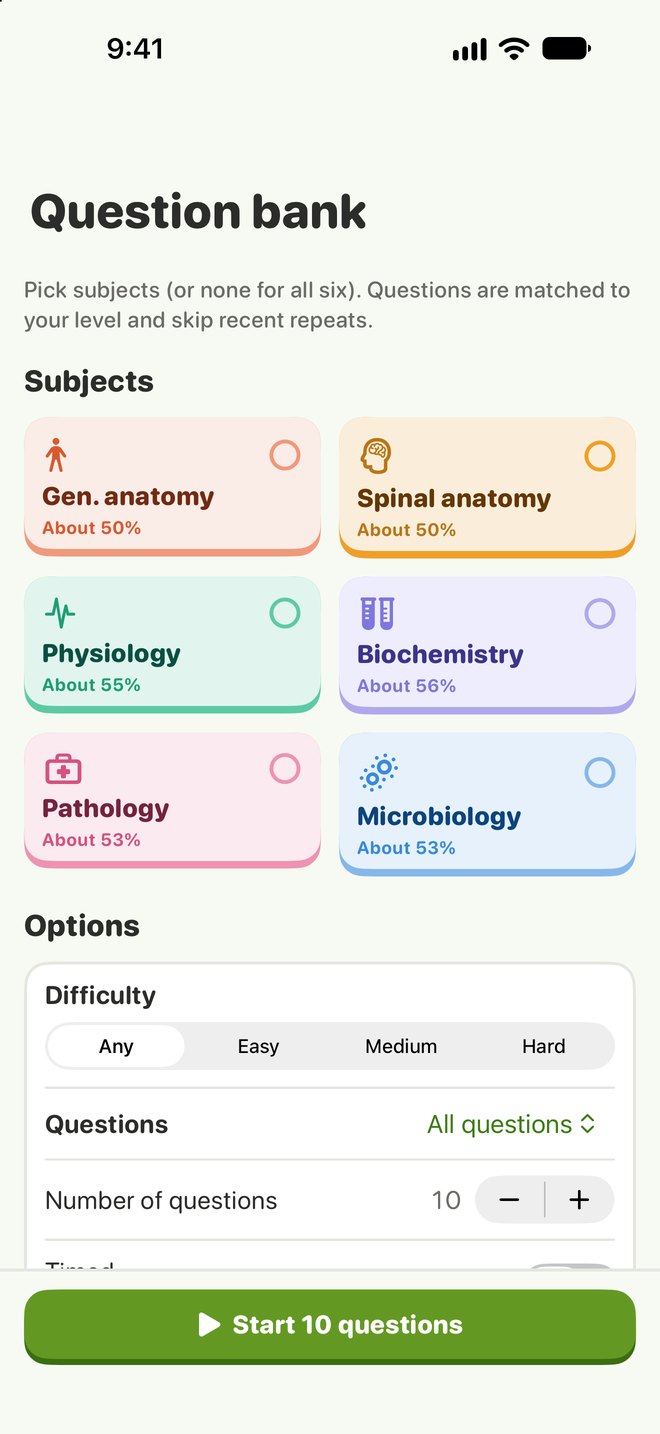 9:41
Question bank
Pick subjects (or none for all six). Questions are matched to
your level and skip recent repeats.
Subjects
Gen. anatomy
About 50%
Spinal anatomy
About 50%
Physiology
About 55%
Biochemistry
About 56%
Pathology
About 53%
Microbiology
About 53%
Options
Difficulty
Any Easy Medium Hard
Questions All questions
Number of questions 10
Start 10 questions